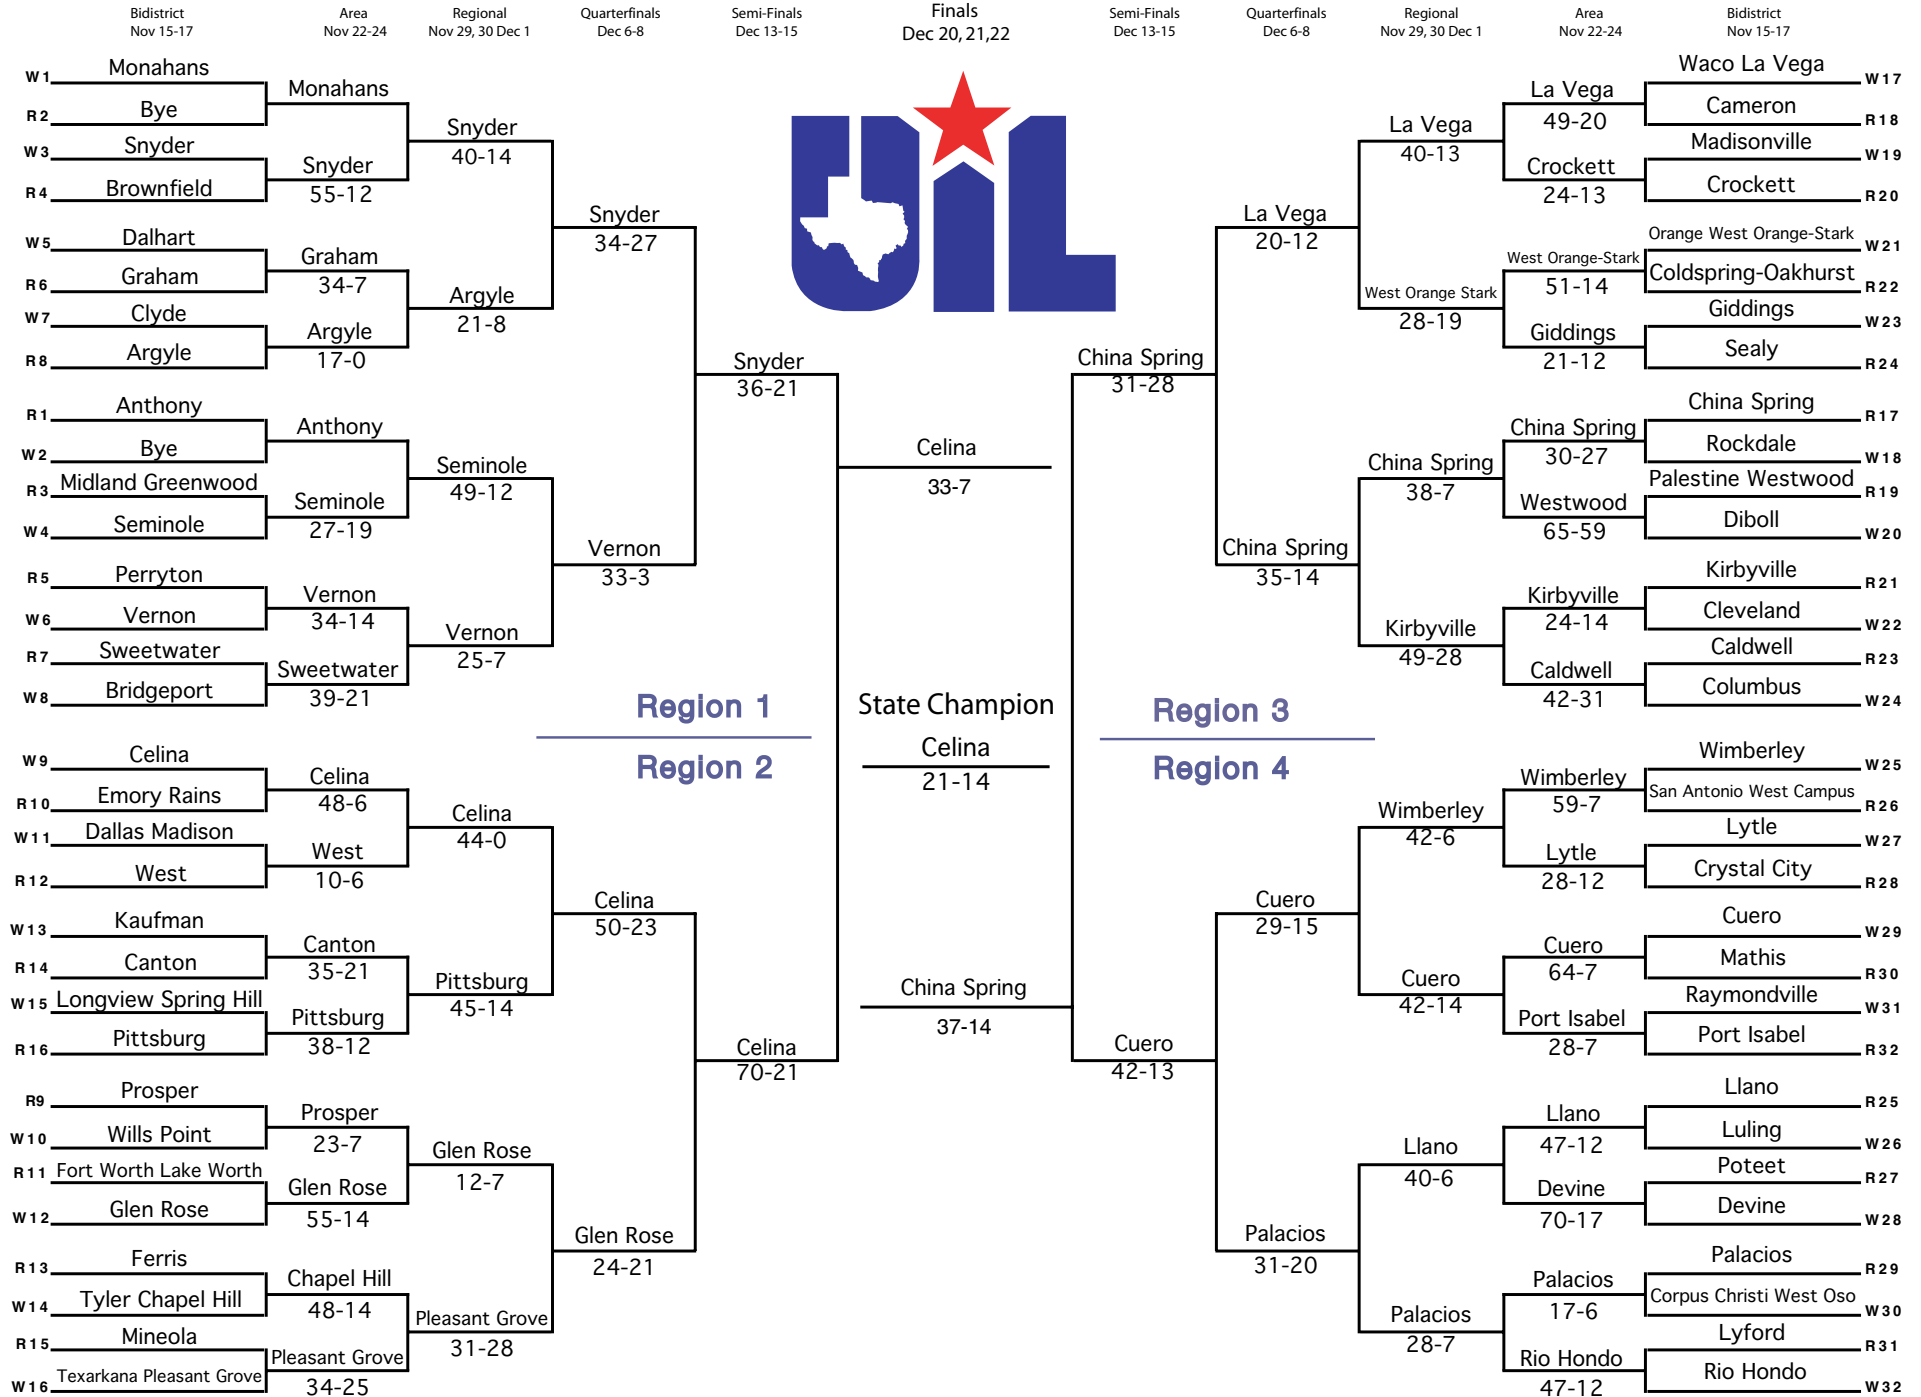 Bidistrict
Nov 15-17
Area
Nov 22-24
Regional
Nov 29, 30 Dec 1
Quarterfinals
Dec 6-8
Semi-Finals
Dec 13-15
Finals
Dec 20, 21,22
Semi-Finals
Dec 13-15
Quarterfinals
Dec 6-8
Regional
Nov 29, 30 Dec 1
Area
Nov 22-24
Bidistrict
Nov 15-17
UIL
W1 Monahans
R2 Bye
W3 Snyder
R4 Brownfield
W5 Dalhart
R6 Graham
W7 Clyde
R8 Argyle
R1 Anthony
W2 Bye
R3 Midland Greenwood
W4 Seminole
R5 Perryton
W6 Vernon
R7 Sweetwater
W8 Bridgeport
W9 Celina
R10 Emory Rains
W11 Dallas Madison
R12 West
W13 Kaufman
R14 Canton
W15 Longview Spring Hill
R16 Pittsburg
R9 Prosper
W10 Wills Point
R11 Fort Worth Lake Worth
W12 Glen Rose
R13 Ferris
W14 Tyler Chapel Hill
R15 Mineola
W16 Texarkana Pleasant Grove
Monahans
Snyder
55-12
Graham
34-7
Argyle
17-0
Anthony
Seminole
27-19
Vernon
34-14
Sweetwater
39-21
Celina
48-6
West
10-6
Canton
35-21
Pittsburg
38-12
Prosper
23-7
Glen Rose
55-14
Chapel Hill
48-14
Pleasant Grove
34-25
Snyder
40-14
Argyle
21-8
Seminole
49-12
Vernon
25-7
Celina
44-0
Pittsburg
45-14
Glen Rose
12-7
Pleasant Grove
31-28
Snyder
34-27
Vernon
33-3
Celina
50-23
Glen Rose
24-21
Snyder
36-21
Celina
70-21
Region 1
Region 2
Celina
33-7
State Champion
Celina
21-14
China Spring
37-14
Region 3
Region 4
China Spring
31-28
Cuero
42-13
La Vega
20-12
China Spring
35-14
Cuero
29-15
Palacios
31-20
La Vega
40-13
West Orange Stark
28-19
China Spring
38-7
Kirbyville
49-28
Wimberley
42-6
Cuero
42-14
Llano
40-6
Palacios
28-7
La Vega
49-20
Crockett
24-13
West Orange-Stark
51-14
Giddings
21-12
China Spring
30-27
Westwood
65-59
Kirbyville
24-14
Caldwell
42-31
Wimberley
59-7
Lytle
28-12
Cuero
64-7
Port Isabel
28-7
Llano
47-12
Devine
70-17
Palacios
17-6
Rio Hondo
47-12
Waco La Vega W17
Cameron R18
Madisonville W19
Crockett R20
Orange West Orange-Stark W21
Coldspring-Oakhurst R22
Giddings W23
Sealy R24
China Spring R17
Rockdale W18
Palestine Westwood R19
Diboll W20
Kirbyville R21
Cleveland W22
Caldwell R23
Columbus W24
Wimberley W25
San Antonio West Campus R26
Lytle W27
Crystal City R28
Cuero W29
Mathis R30
Raymondville W31
Port Isabel R32
Llano R25
Luling W26
Poteet R27
Devine W28
Palacios R29
Corpus Christi West Oso W30
Lyford R31
Rio Hondo W32